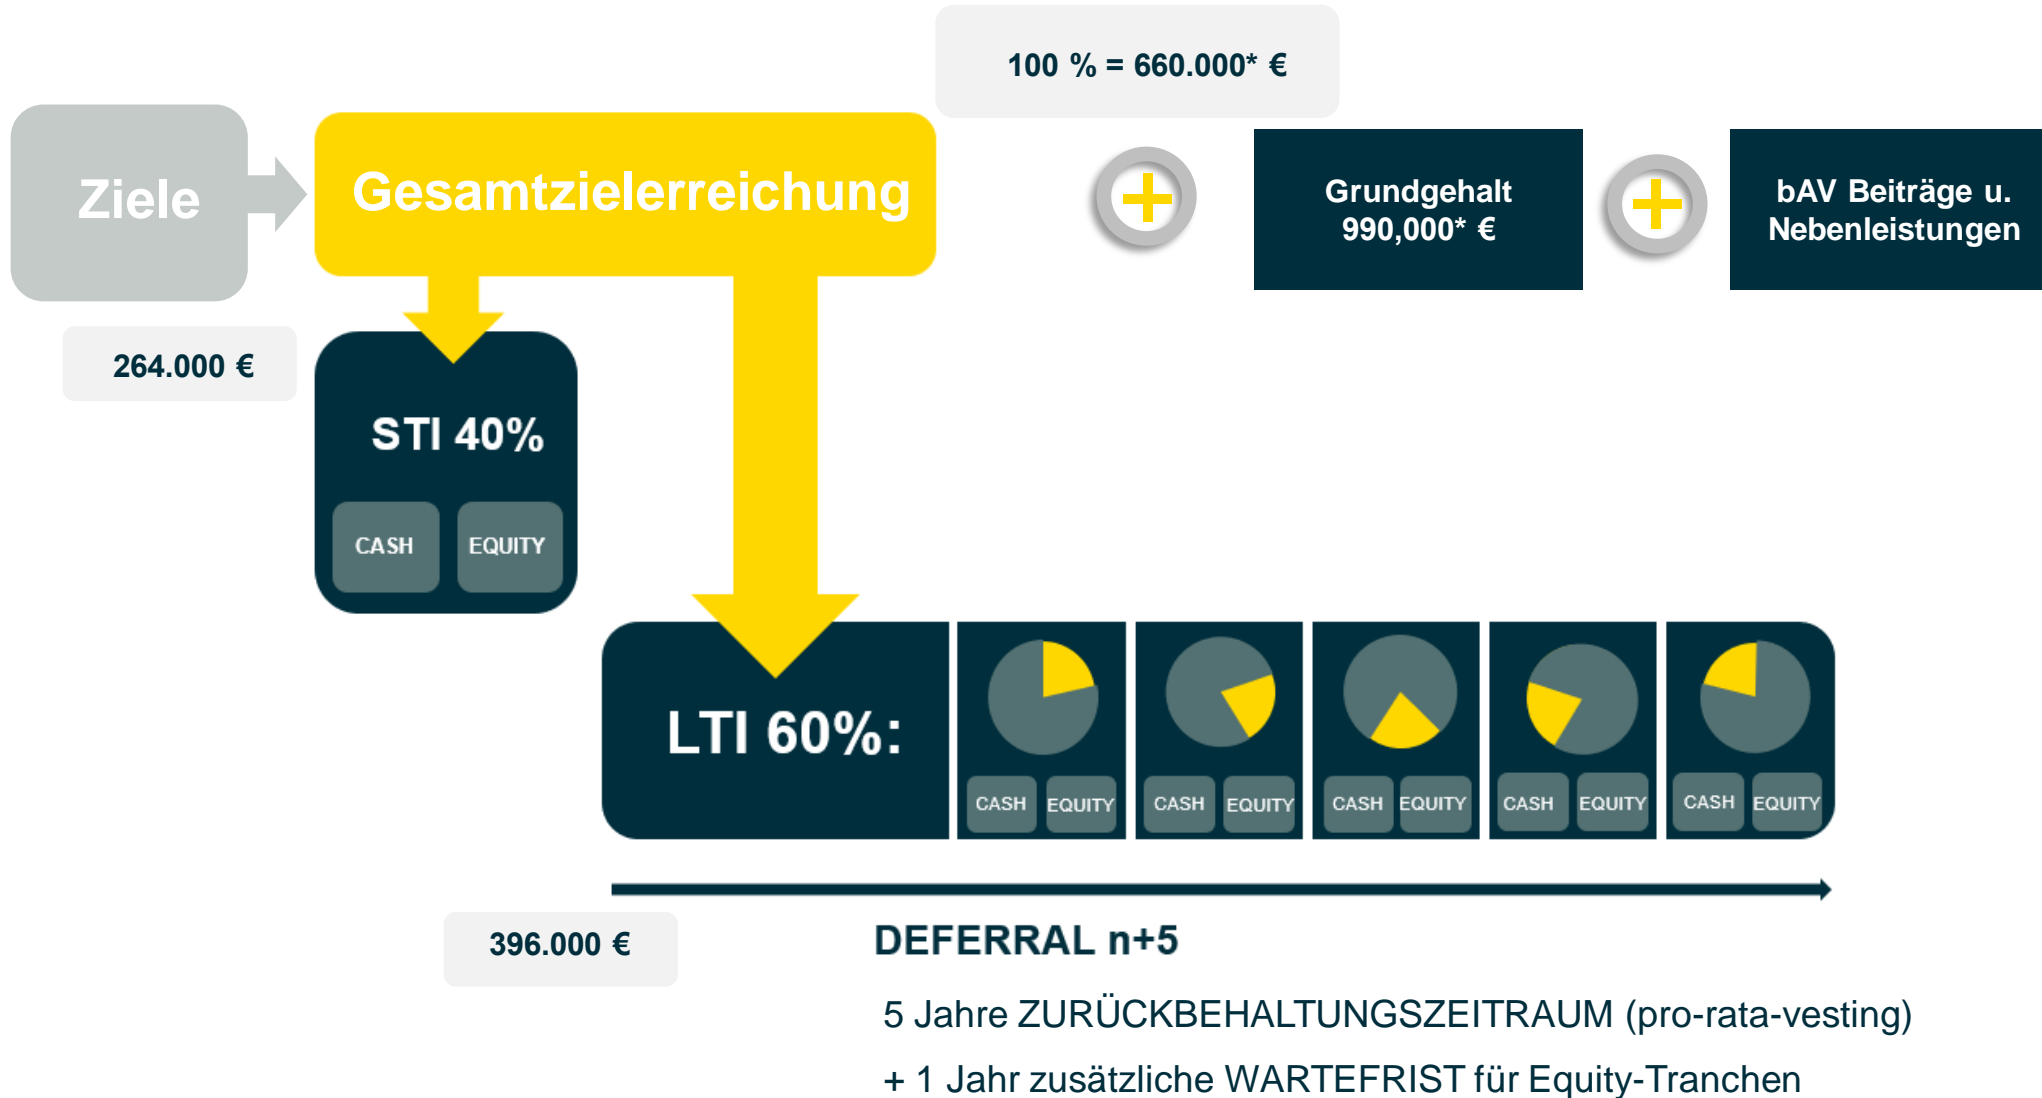 100 % = 660.000* €
Ziele
Gesamtzielerreichung
Grundgehalt
990,000* €
bAV Beiträge u.
Nebenleistungen
264.000 €
STI 40%
CASH EQUITY
LTI 60%:
CASH EQUITY CASH EQUITY CASH EQUITY CASH EQUITY CASH EQUITY
396.000 €
DEFERRAL n+5
5 Jahre ZURÜCKBEHALTUNGSZEITRAUM (pro-rata-vesting)
+ 1 Jahr zusätzliche WARTEFRIST für Equity-Tranchen